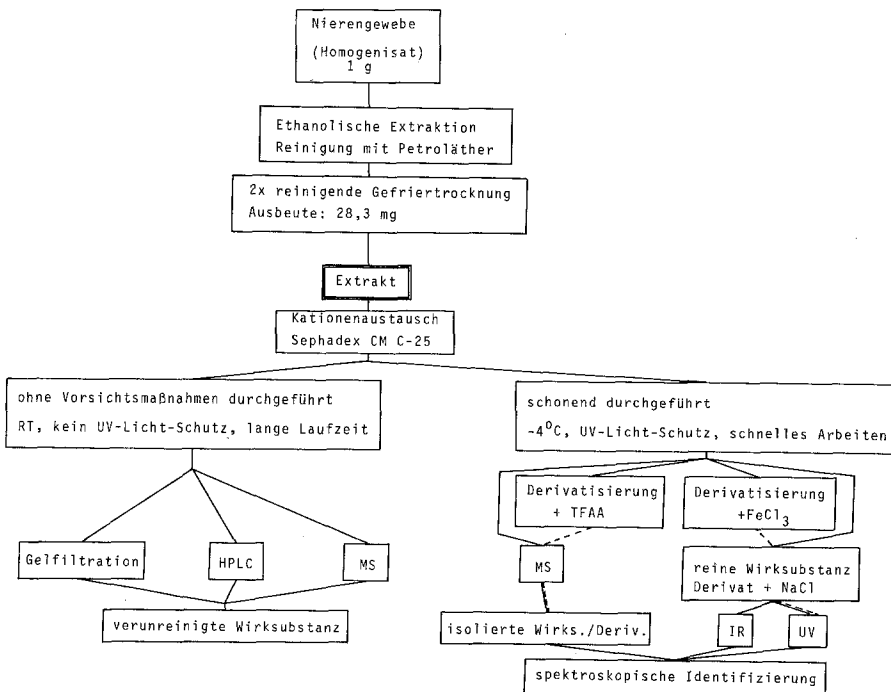 Nierengewebe
(Homogenisat)
1 g
Ethanolische Extraktion
Reinigung mit Petroläther
2x reinigende Gefriertrocknung
Ausbeute: 28,3 mg
Extrakt
Kationenaustausch
Sephadex CM C-25
ohne Vorsichtsmaßnahmen durchgeführt
RT, kein UV-Licht-Schutz, lange Laufzeit
schonend durchgeführt
-4°C, UV-Licht-Schutz, schnelles Arbeiten
Derivatisierung
+ TFAA
Derivatisierung
+FeCl₃
Gelfiltration
HPLC
MS
MS
reine Wirksubstanz
Derivat + NaCl
verunreinigte Wirksubstanz
isolierte Wirks./Deriv.
IR
UV
spektroskopische Identifizierung